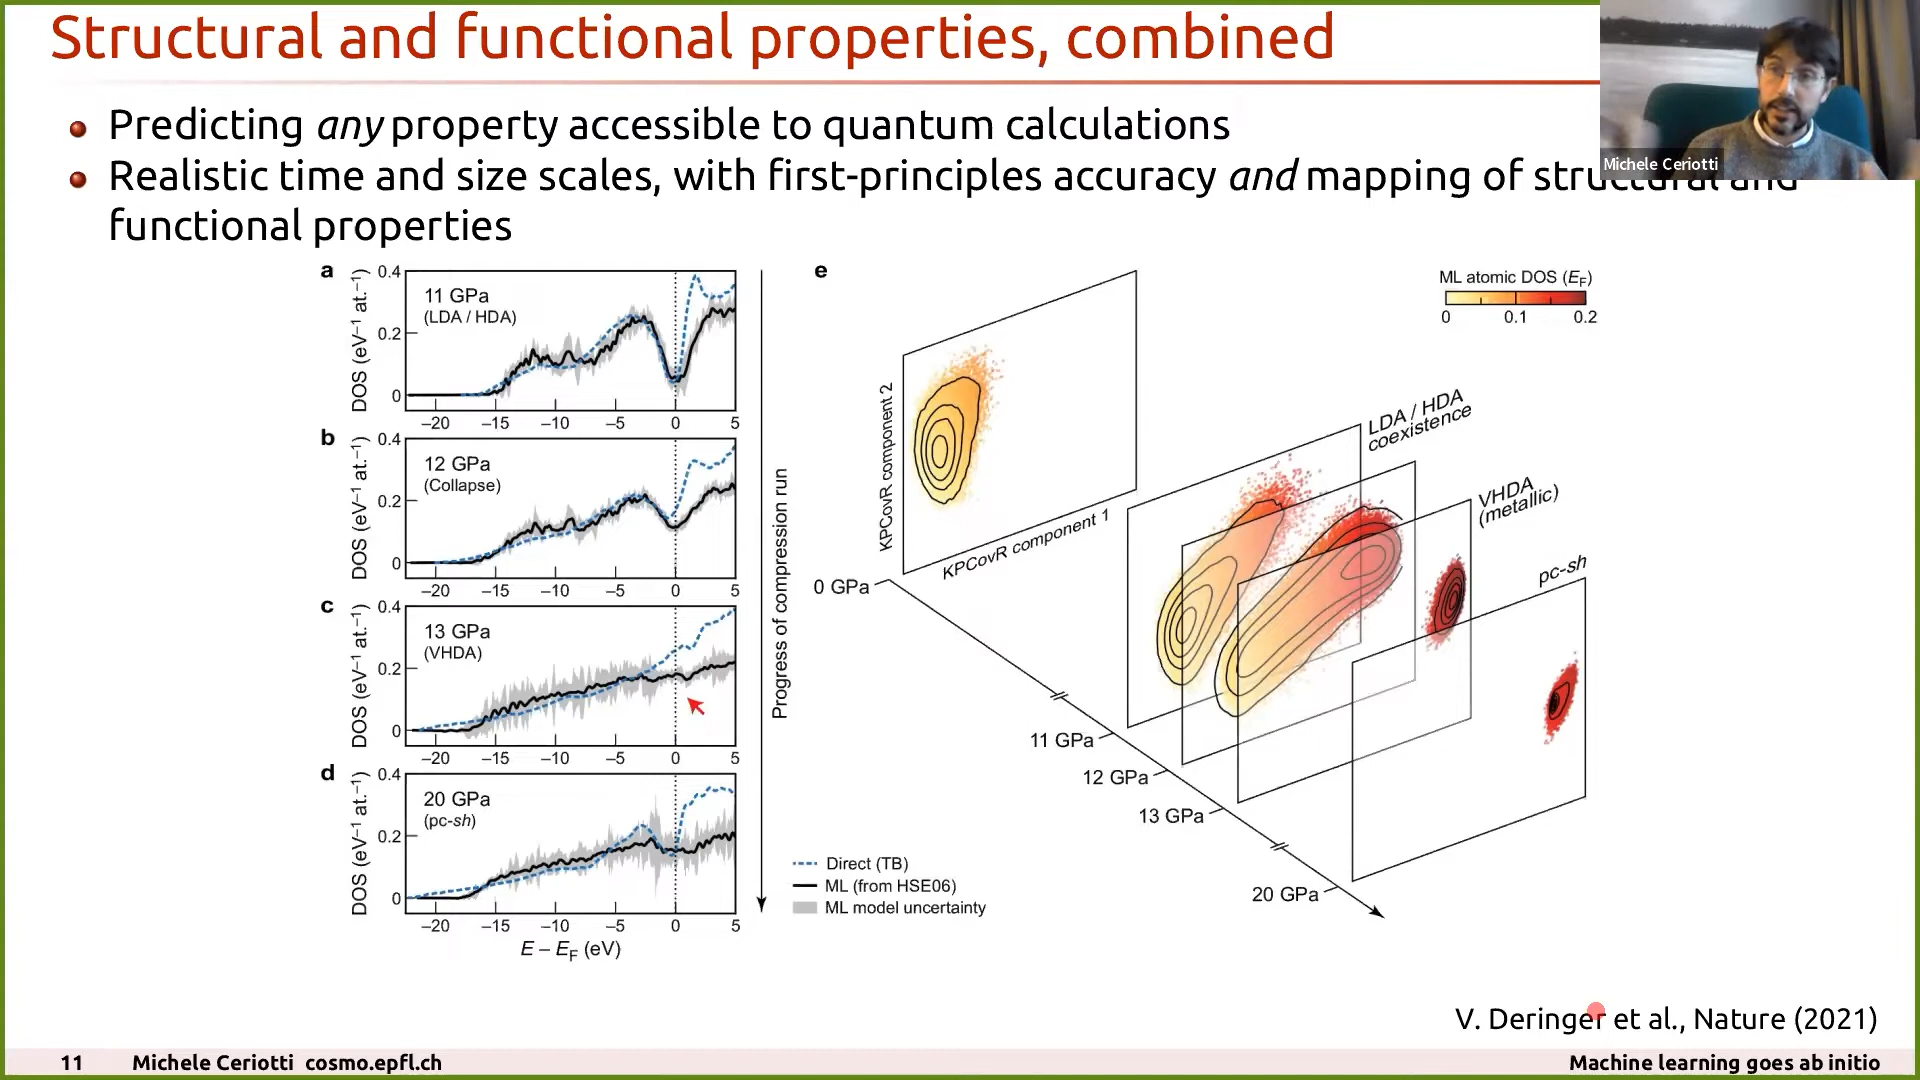 Structural and functional properties, combined
Michele Ceriotti
Predicting any property accessible to quantum calculations
Realistic time and size scales, with first-principles accuracy and mapping of structural and
functional properties
a
DOS (eV⁻¹ at.⁻¹)
0.4
0.2
0
11 GPa
(LDA / HDA)
–20 –15 –10 –5 0 5
b
DOS (eV⁻¹ at.⁻¹)
0.4
0.2
0
12 GPa
(Collapse)
–20 –15 –10 –5 0 5
c
DOS (eV⁻¹ at.⁻¹)
0.4
0.2
0
13 GPa
(VHDA)
–20 –15 –10 –5 0 5
d
DOS (eV⁻¹ at.⁻¹)
0.4
0.2
0
20 GPa
(pc-sh)
–20 –15 –10 –5 0 5
E – EF (eV)
Progress of compression run
Direct (TB)
ML (from HSE06)
ML model uncertainty
e
ML atomic DOS (EF)
0 0.1 0.2
KPCovR component 2
KPCovR component 1
LDA / HDA
coexistence
VHDA
(metallic)
pc-sh
0 GPa
11 GPa
12 GPa
13 GPa
20 GPa
V. Deringer et al., Nature (2021)
11 Michele Ceriotti cosmo.epfl.ch Machine learning goes ab initio